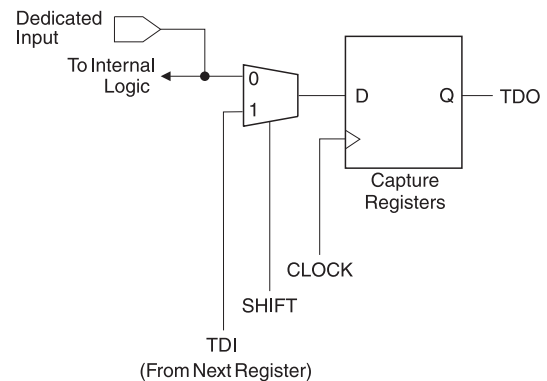 Dedicated
Input
To Internal
Logic
0
1
D
Q
TDO
Capture
Registers
CLOCK
SHIFT
TDI
(From Next Register)